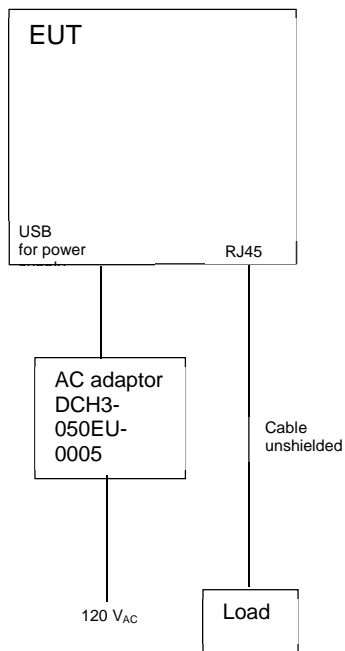 EUT
USB
for power
RJ45
AC adaptor
DCH3-
050EU-
0005
Cable
unshielded
120 VAC
Load